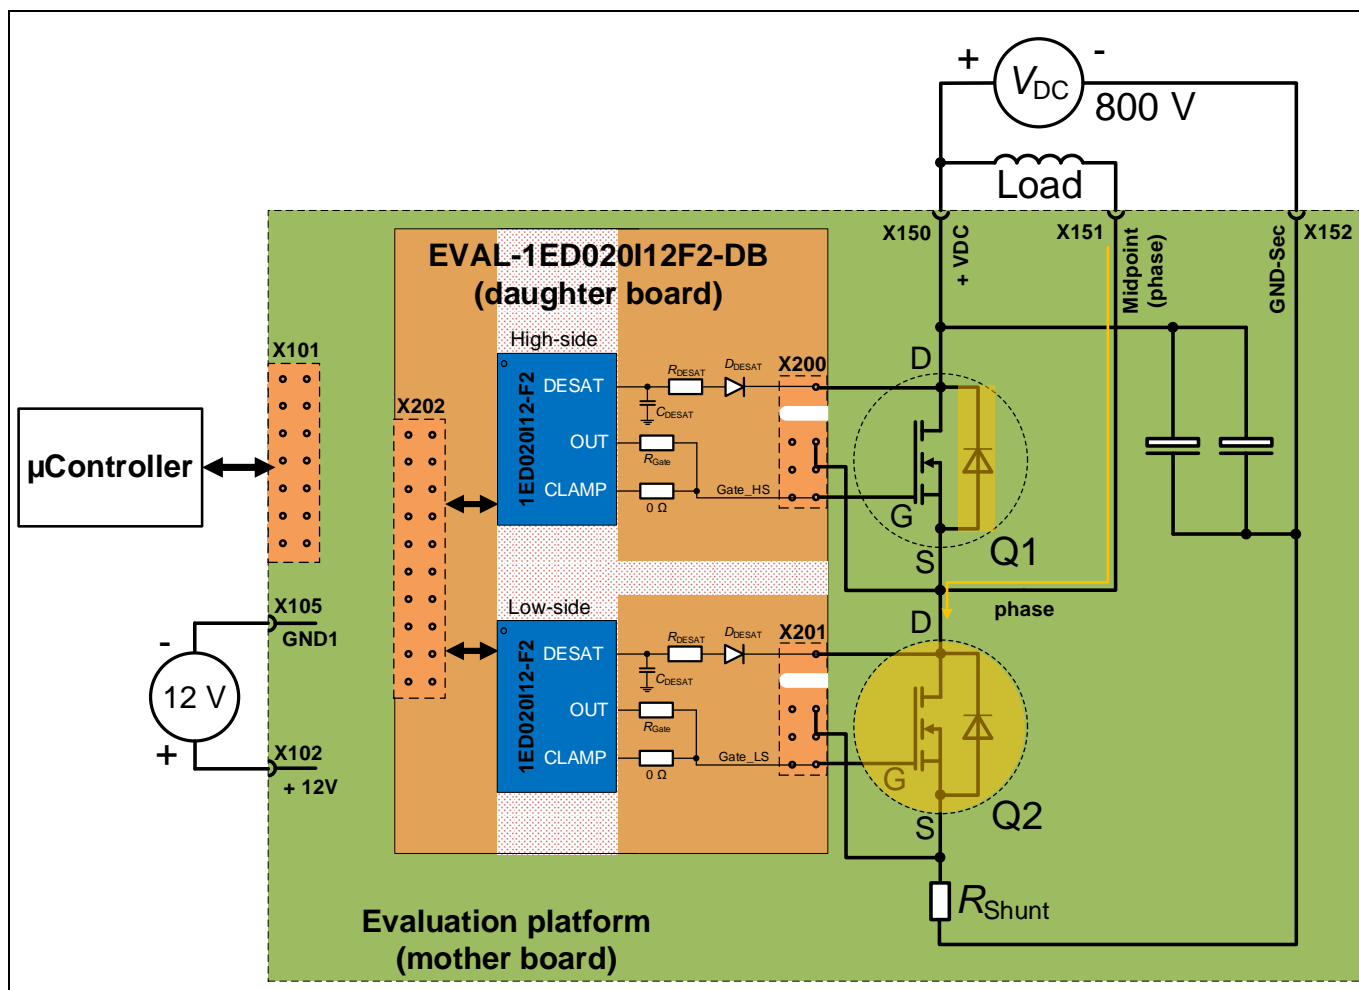 +
-
VDC
800 V
Load
X150
X151
X152
+ VDC
Midpoint
(phase)
GND-Sec
EVAL-1ED020I12F2-DB
(daughter board)
High-side
1ED020I12-F2
DESAT
OUT
CLAMP
RDESAT
DDESAT
CDESAT
RGate
0 Ω
Gate_HS
X200
X101
X202
µController
D
G
S
Q1
phase
Low-side
1ED020I12-F2
DESAT
OUT
CLAMP
RDESAT
DDESAT
CDESAT
RGate
0 Ω
Gate_LS
X201
X105
GND1
-
12 V
+
X102
+ 12V
D
G
S
Q2
RShunt
Evaluation platform
(mother board)